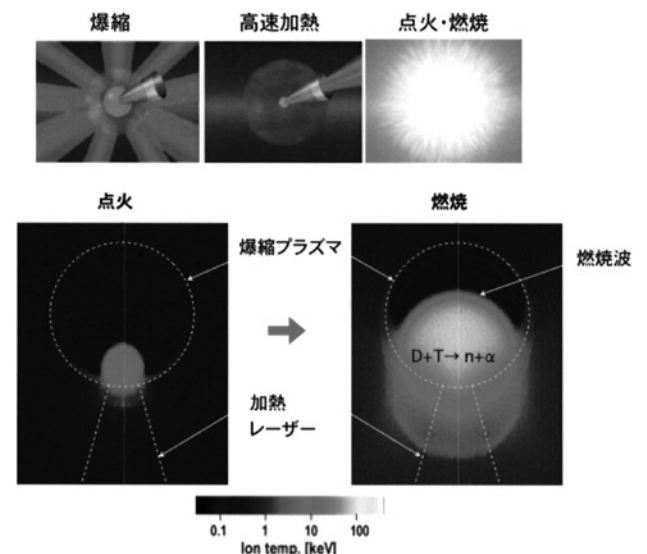 爆縮
高速加熱
点火・燃焼
点火
燃焼
爆縮プラズマ
燃焼波
D+T→ n+α
加熱
レーザー
0.1 1 10 100
Ion temp. [keV]